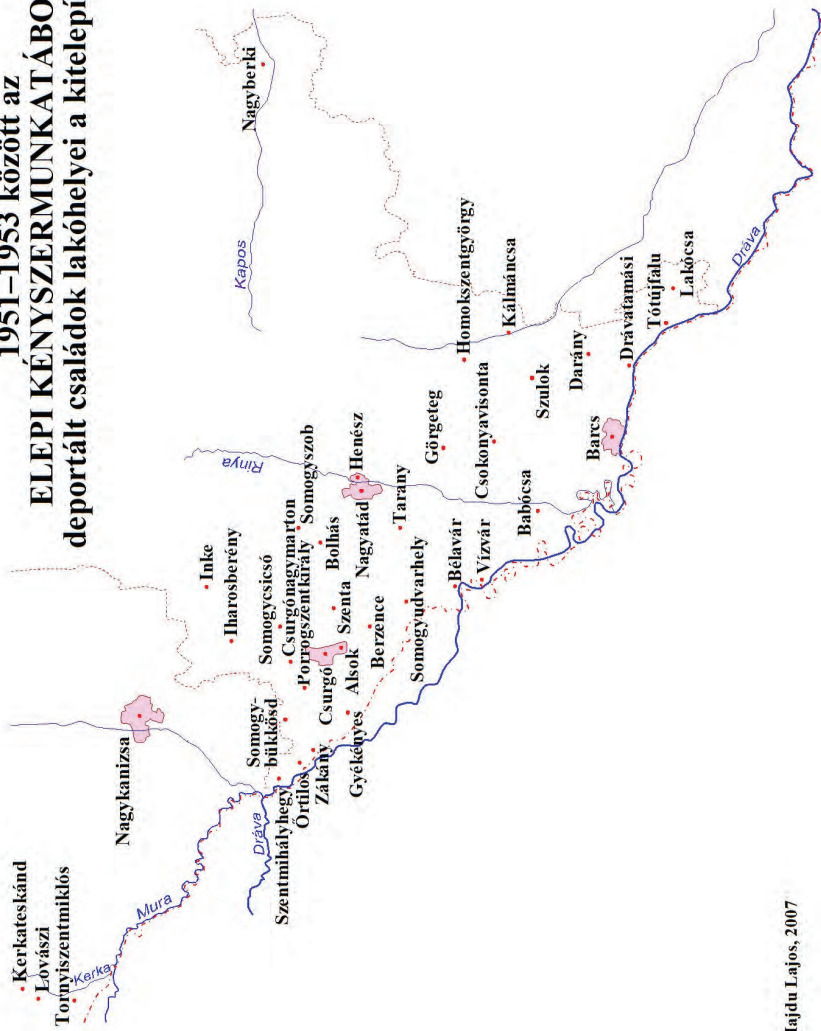 1951–1953 között az
ELEPI KÉNYSZERMUNKATÁBO
deportált családok lakóhelyei a kitelepí
Kerkateskánd
Lovászi
Tornyiszentmiklós
Kerka
Mura
Nagykanizsa
Nagyberki
Kapos
Inke
Iharosberény
Rinya
Somogycsicsó
Csurgónagymarton
Somogyszob
Porrogszentkirály
Somogy-
bükkösd
Dráva
Szentmihályhegy
Őrtilos
Zákány
Csurgó
Szenta
Bolhás
Henész
Nagyatád
Gyékényes
Alsok
Berzence
Tarany
Somogyudvarhely
Görgeteg
Homokszentgyörgy
Bélavár
Vízvár
Csokonyavisonta
Kálmáncsa
Babócsa
Szulok
Darány
Barcs
Drávatamási
Tótújfalu
Lakócsa
Dráva
Hajdu Lajos, 2007